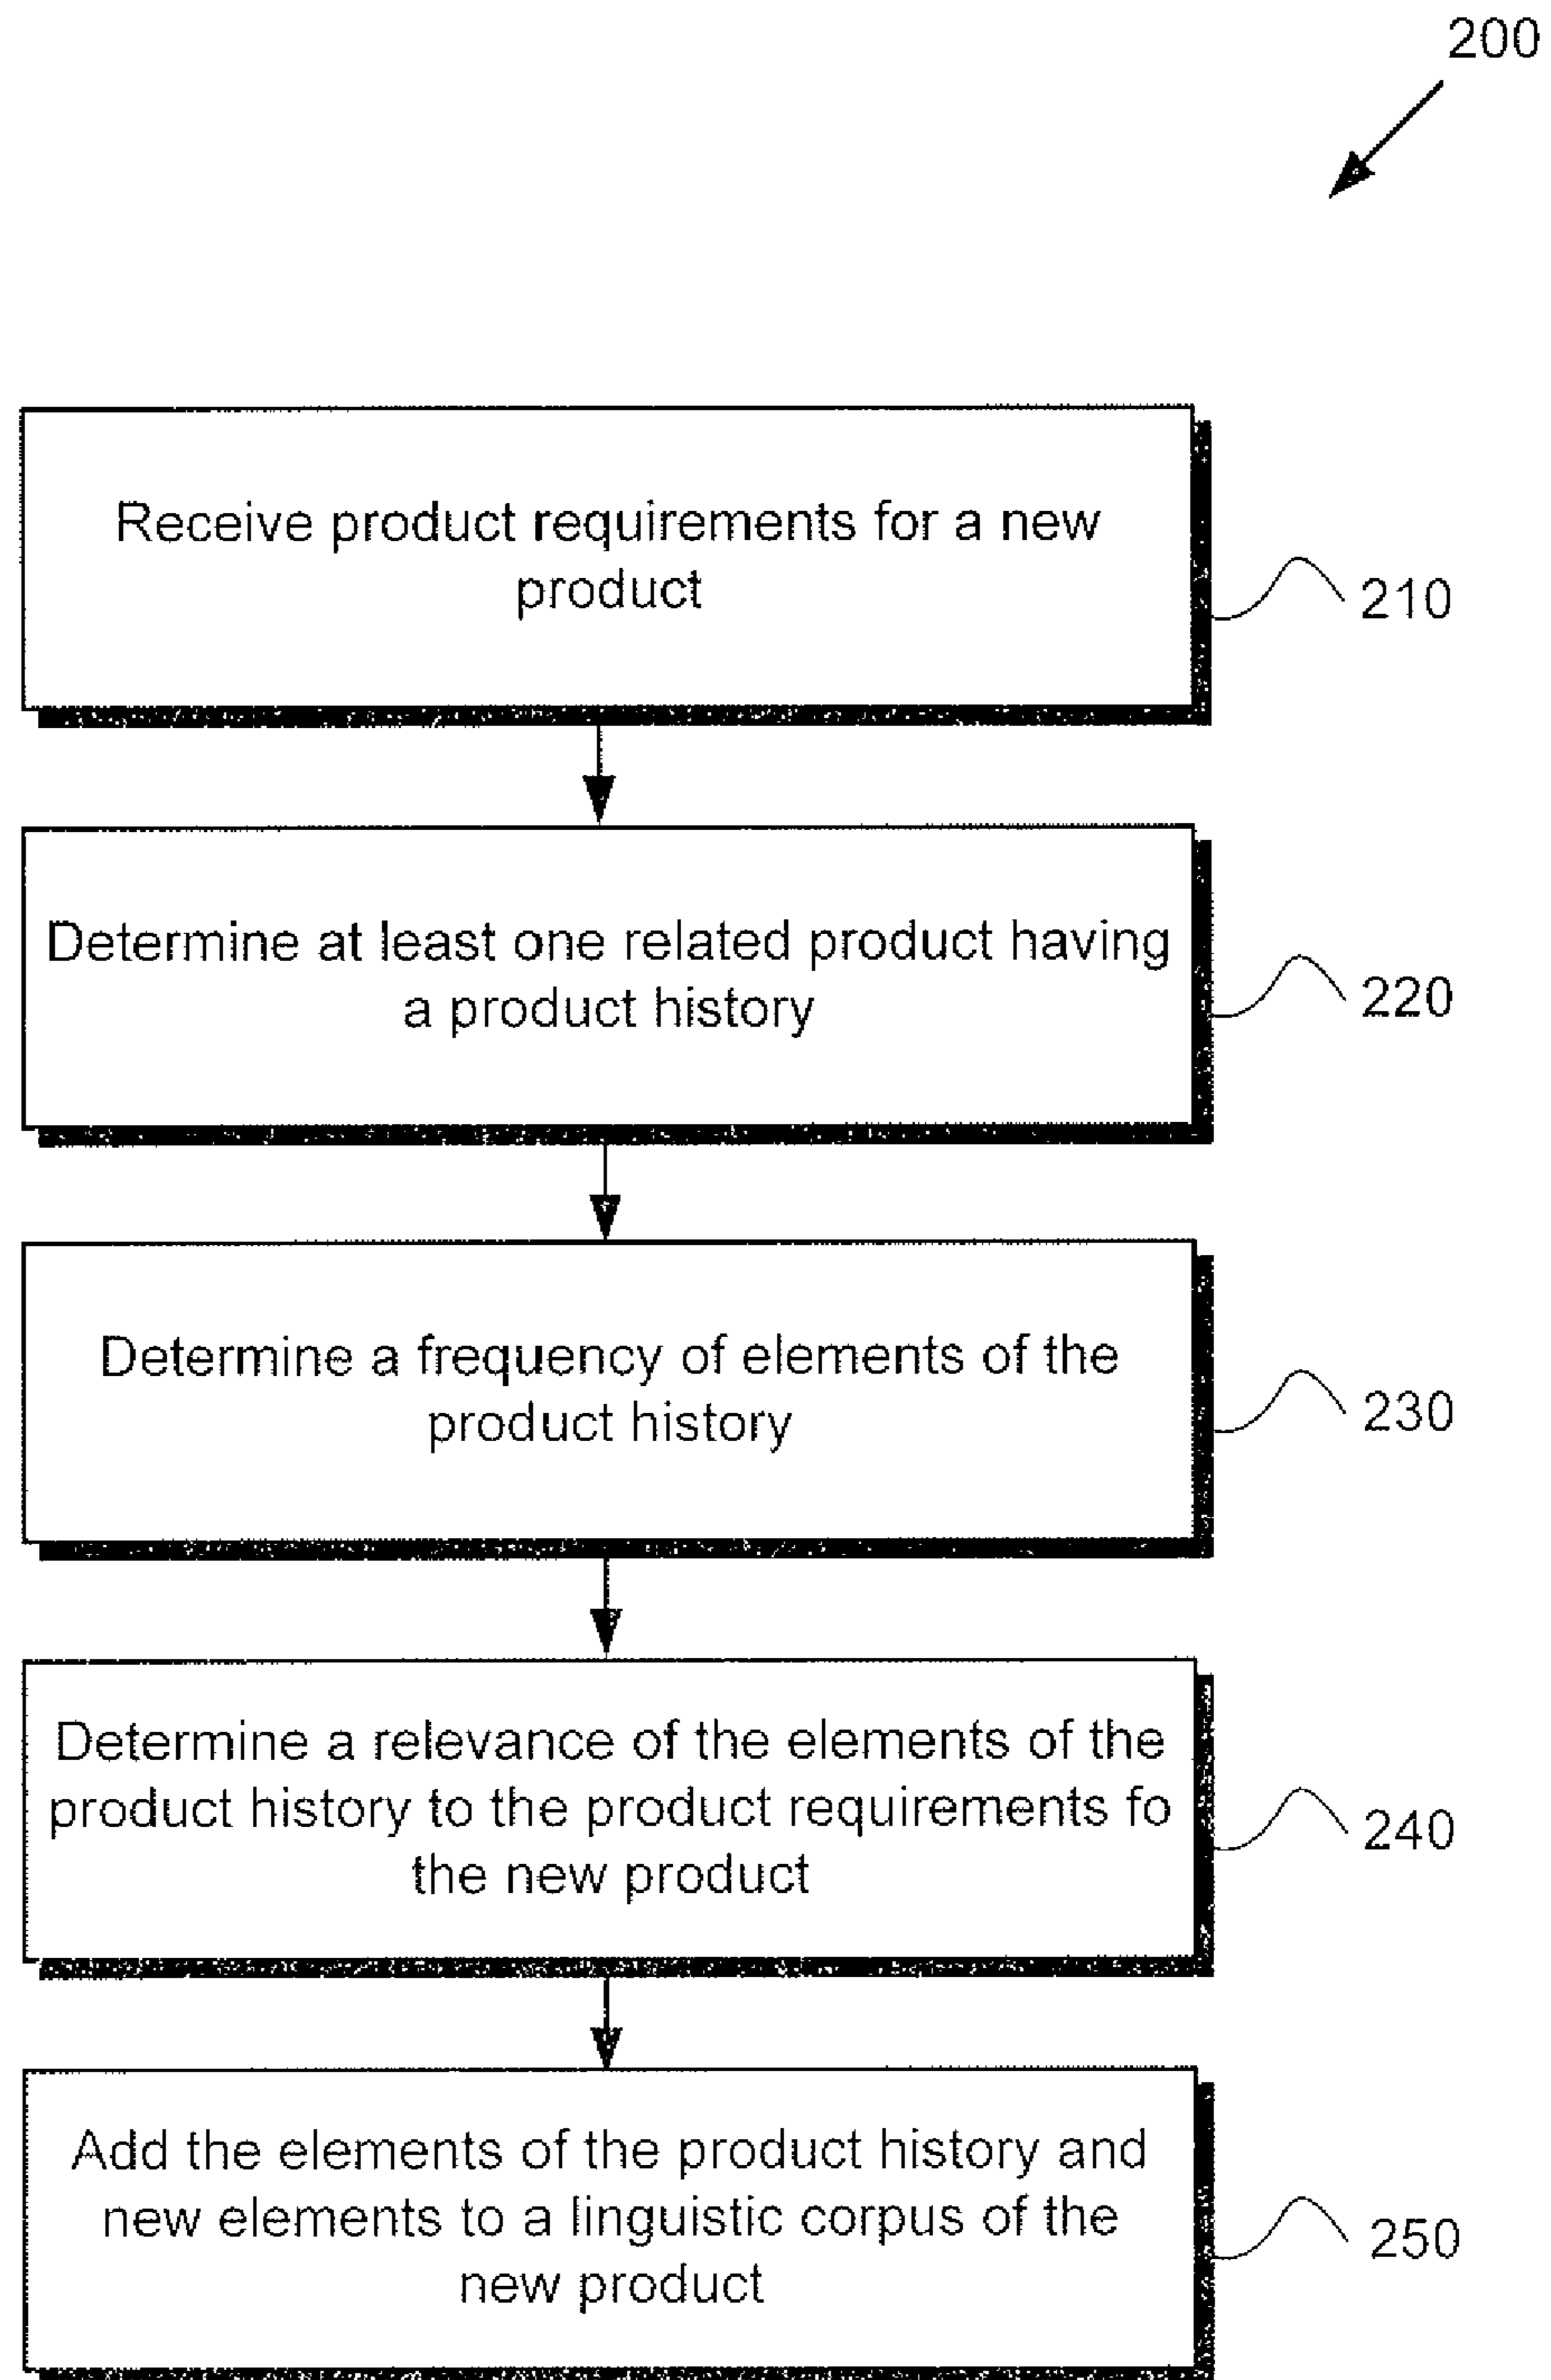 200
Receive product requirements for a new
product
210
Determine at least one related product having
a product history
220
Determine a frequency of elements of the
product history
230
Determine a relevance of the elements of the
product history to the product requirements fo
the new product
240
Add the elements of the product history and
new elements to a linguistic corpus of the
new product
250